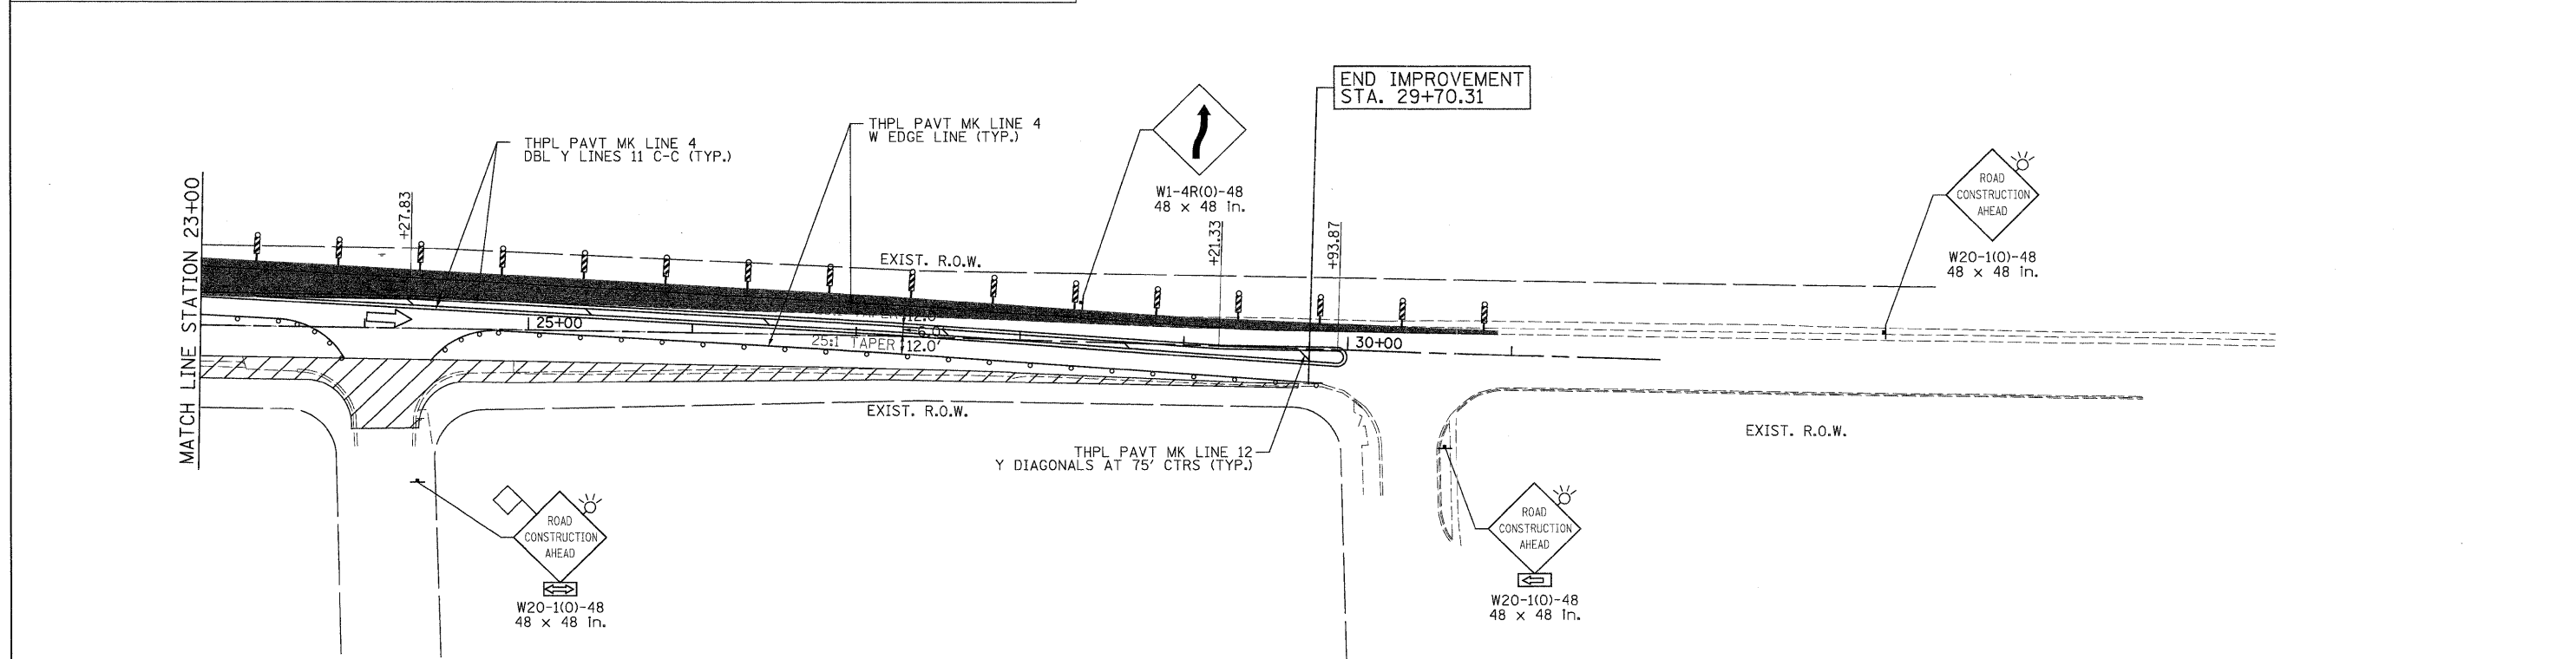 END IMPROVEMENT
STA. 29+70.31
THPL PAVT MK LINE 4
DBL Y LINES 11 C-C (TYP.)
THPL PAVT MK LINE 4
W EDGE LINE (TYP.)
W1-4R(O)-48
48 x 48 in.
ROAD
CONSTRUCTION
AHEAD
W20-1(O)-48
48 x 48 in.
MATCH LINE STATION 23+00
+27.83
+21.33
+93.87
EXIST. R.O.W.
12.0'
6.0'
25+00
25:1 TAPER
12.0'
30+00
EXIST. R.O.W.
EXIST. R.O.W.
THPL PAVT MK LINE 12
Y DIAGONALS AT 75' CTRS (TYP.)
ROAD
CONSTRUCTION
AHEAD
W20-1(O)-48
48 x 48 in.
ROAD
CONSTRUCTION
AHEAD
W20-1(O)-48
48 x 48 in.